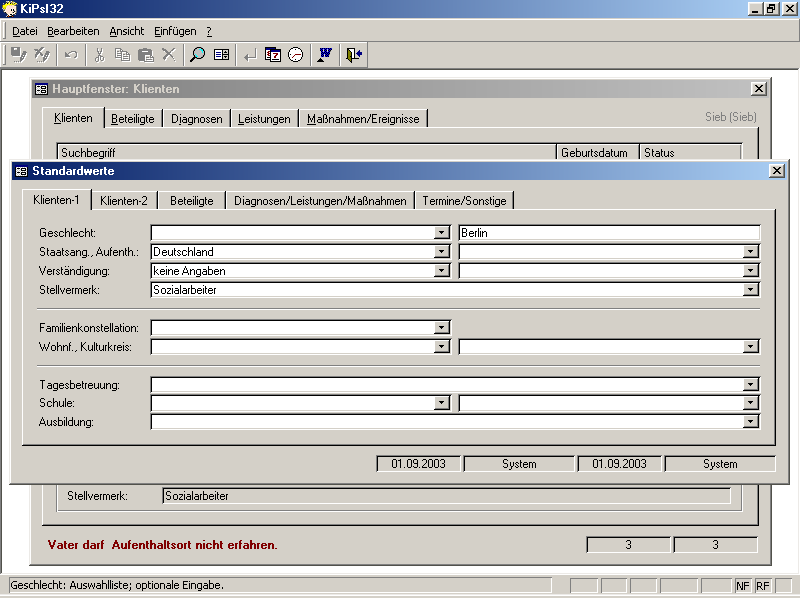 KiPsI32
Datei Bearbeiten Ansicht Einfügen ?
Hauptfenster: Klienten
Klienten Beteiligte Diagnosen Leistungen Maßnahmen/Ereignisse Sieb (Sieb)
Suchbegriff Geburtsdatum Status
Standardwerte
Klienten-1 Klienten-2 Beteiligte Diagnosen/Leistungen/Maßnahmen Termine/Sonstige
Geschlecht: Berlin
Staatsang., Aufenth.: Deutschland
Verständigung: keine Angaben
Stellvermerk: Sozialarbeiter
Familienkonstellation:
Wohnf., Kulturkreis:
Tagesbetreuung:
Schule:
Ausbildung:
01.09.2003 System 01.09.2003 System
Stellvermerk: Sozialarbeiter
Vater darf Aufenthaltsort nicht erfahren. 3 3
Geschlecht: Auswahlliste; optionale Eingabe. NF RF